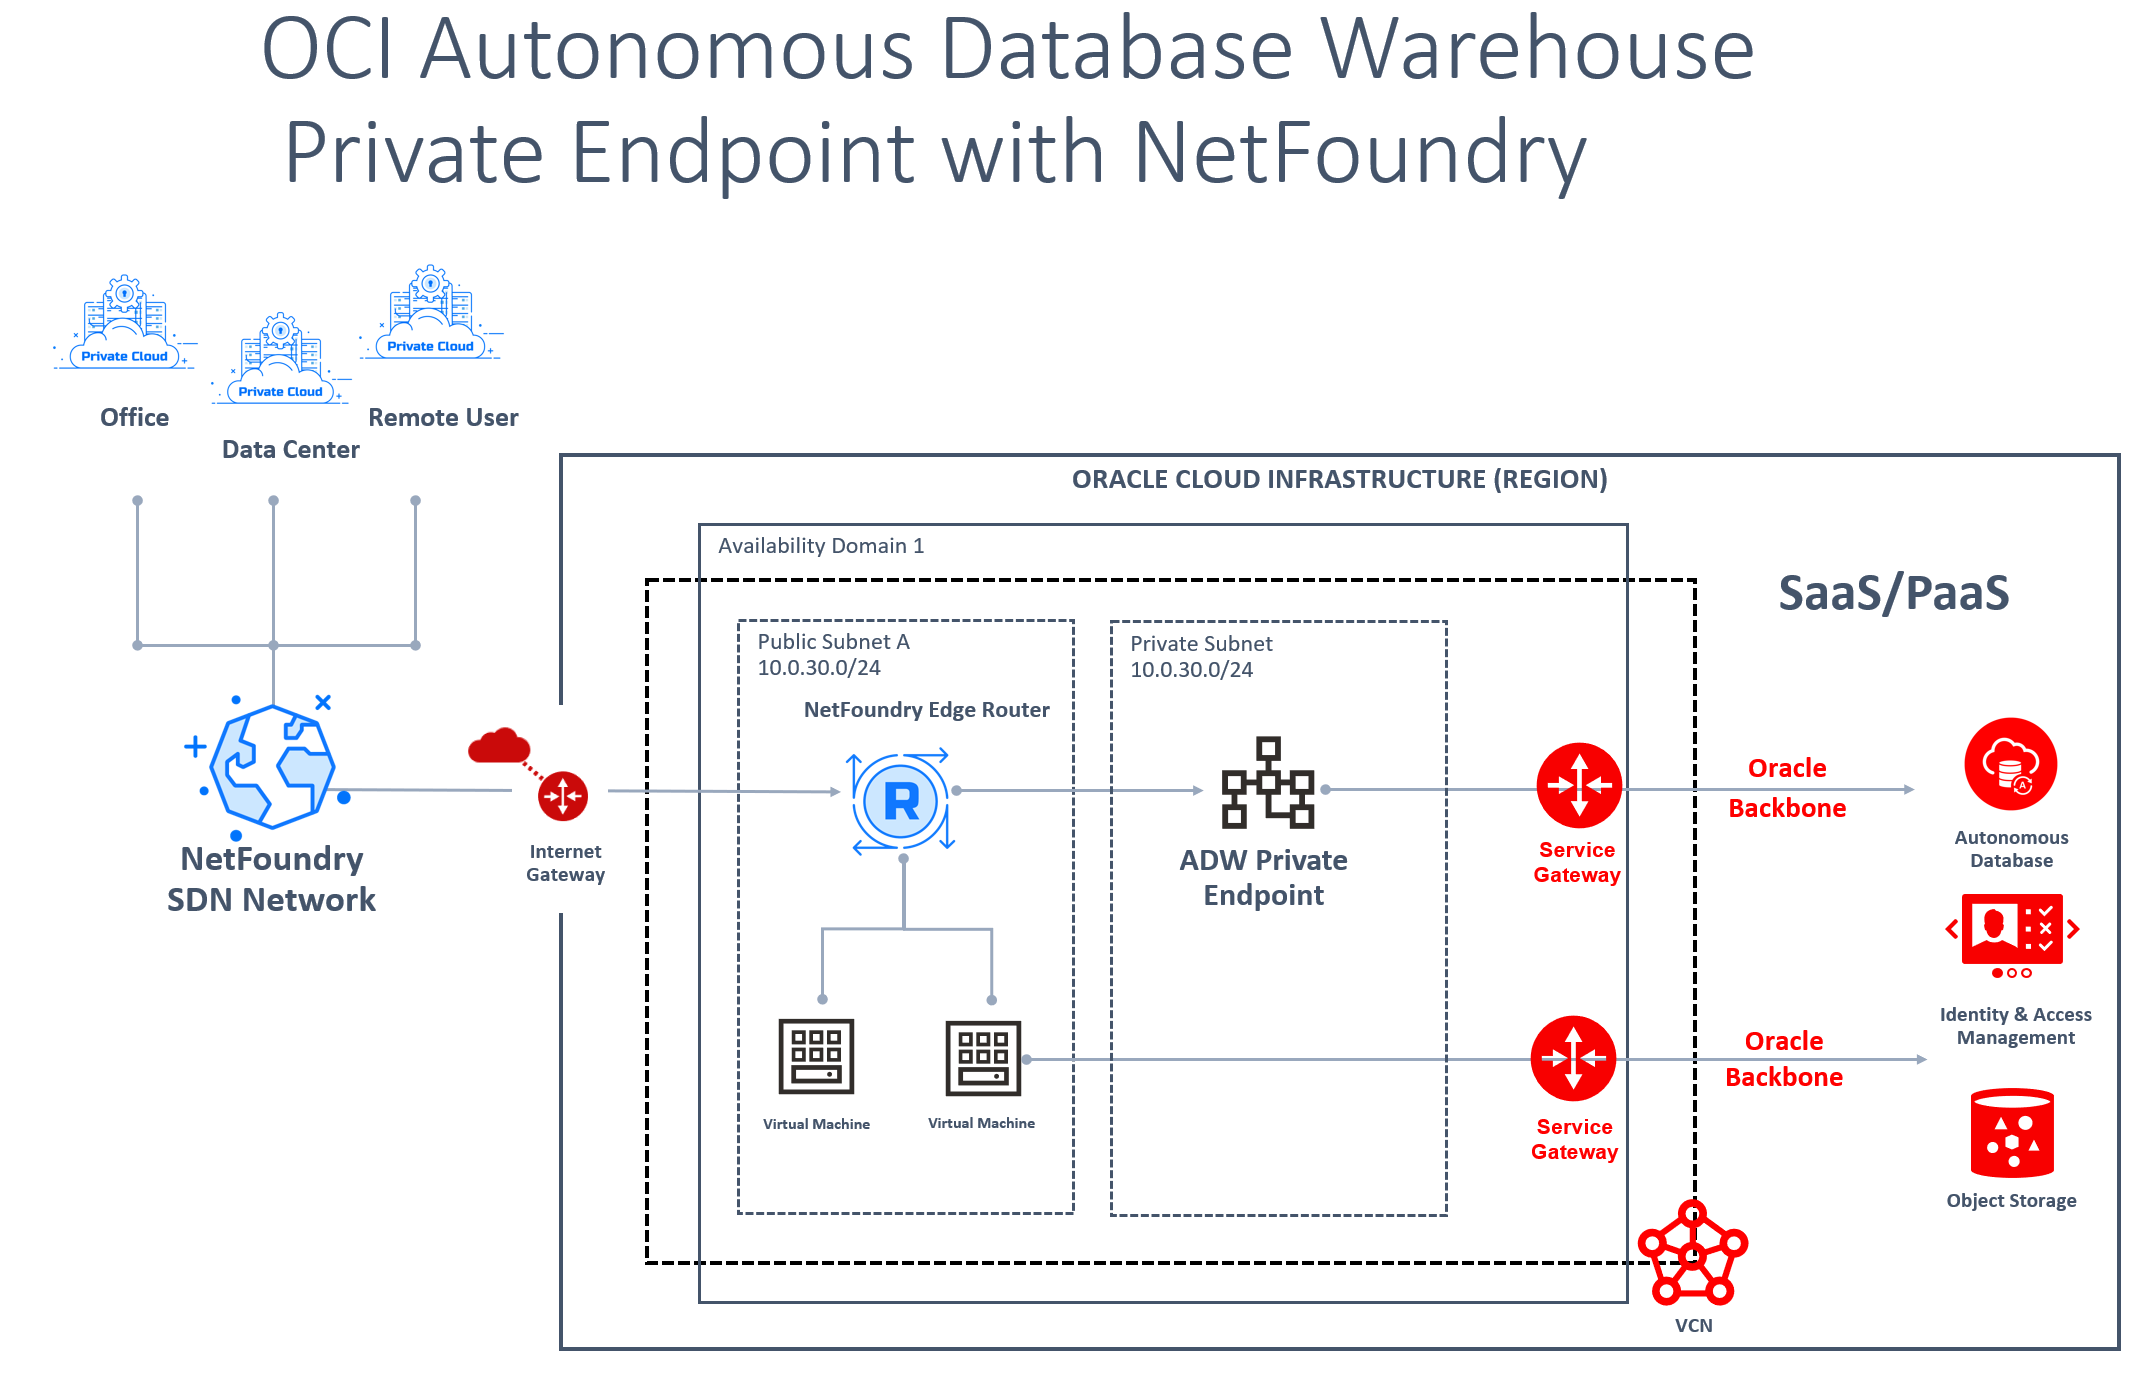 OCI Autonomous Database Warehouse
Private Endpoint with NetFoundry
Private Cloud
Private Cloud
Private Cloud
Office
Data Center
Remote User
ORACLE CLOUD INFRASTRUCTURE (REGION)
Availability Domain 1
SaaS/PaaS
Public Subnet A
10.0.30.0/24
NetFoundry Edge Router
R
Private Subnet
10.0.30.0/24
NetFoundry
SDN Network
Internet
Gateway
ADW Private
Endpoint
Service
Gateway
Oracle
Backbone
A
Autonomous
Database
Identity & Access
Management
Virtual Machine
Virtual Machine
Service
Gateway
Oracle
Backbone
Object Storage
VCN